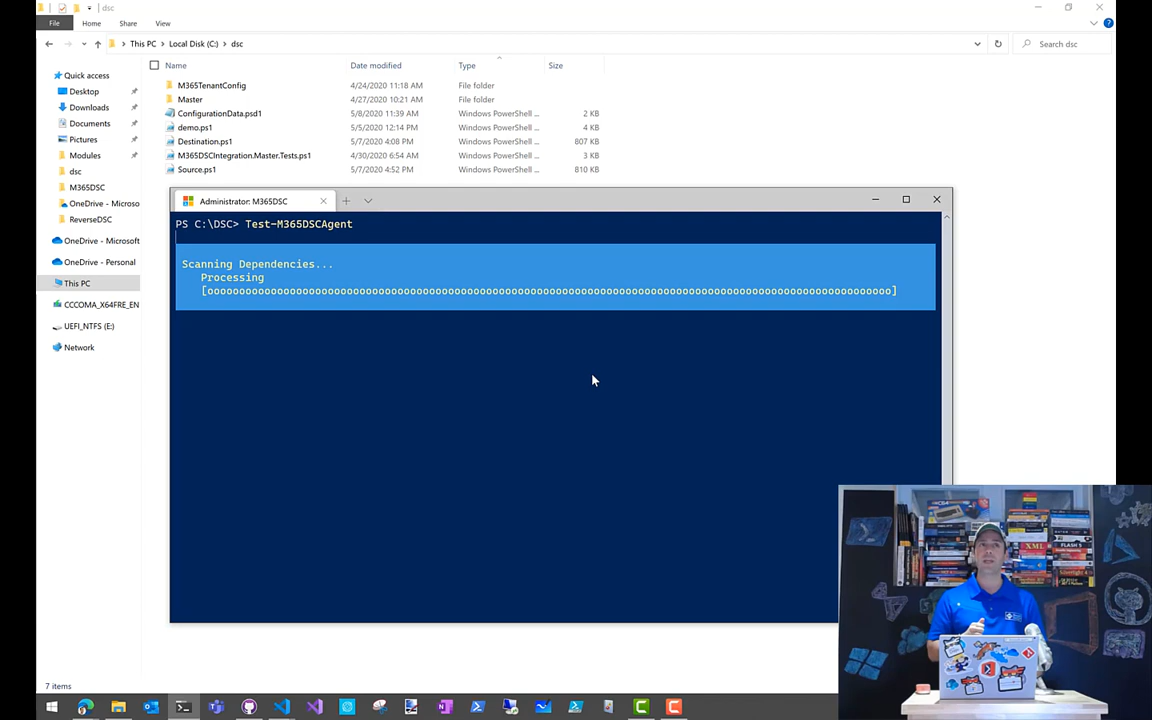 dsc
File Home Share View
This PC Local Disk (C:) dsc Search dsc
Name Date modified Type Size
Quick access
Desktop
Downloads
Documents
Pictures
Modules
dsc
M365DSC
OneDrive - Microso
ReverseDSC
OneDrive - Microsoft
OneDrive - Personal
This PC
CCCOMA_X64FRE_EN
UEFI_NTFS (E:)
Network
M365TenantConfig 4/24/2020 11:18 AM File folder
Master 4/27/2020 10:21 AM File folder
ConfigurationData.psd1 5/8/2020 11:39 AM Windows PowerShell ... 2 KB
demo.ps1 5/5/2020 12:14 PM Windows PowerShell ... 4 KB
Destination.ps1 5/7/2020 4:08 PM Windows PowerShell ... 807 KB
M365DSCIntegration.Master.Tests.ps1 4/30/2020 6:54 AM Windows PowerShell ... 3 KB
Source.ps1 5/7/2020 4:52 PM Windows PowerShell ... 810 KB
Administrator: M365DSC
PS C:\DSC> Test-M365DSCAgent
Scanning Dependencies...
Processing
XML
FLASH 5
7 items